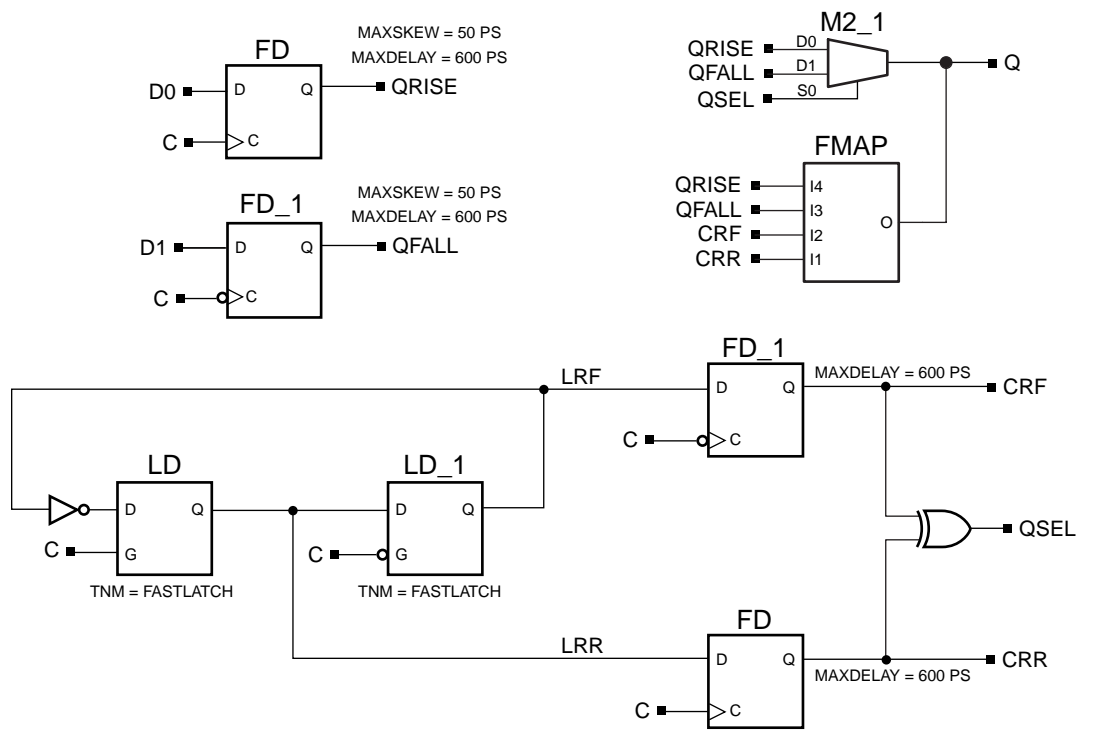 FD
MAXSKEW = 50 PS
MAXDELAY = 600 PS
D0
D
Q
QRISE
C
C
FD_1
MAXSKEW = 50 PS
MAXDELAY = 600 PS
D1
D
Q
QFALL
C
C
M2_1
QRISE
D0
QFALL
D1
QSEL
S0
Q
FMAP
QRISE
I4
QFALL
I3
CRF
I2
CRR
I1
O
LRF
FD_1
D
Q
MAXDELAY = 600 PS
CRF
C
C
LD
D
Q
C
G
TNM = FASTLATCH
LD_1
D
Q
C
G
TNM = FASTLATCH
QSEL
LRR
FD
D
Q
MAXDELAY = 600 PS
CRR
C
C